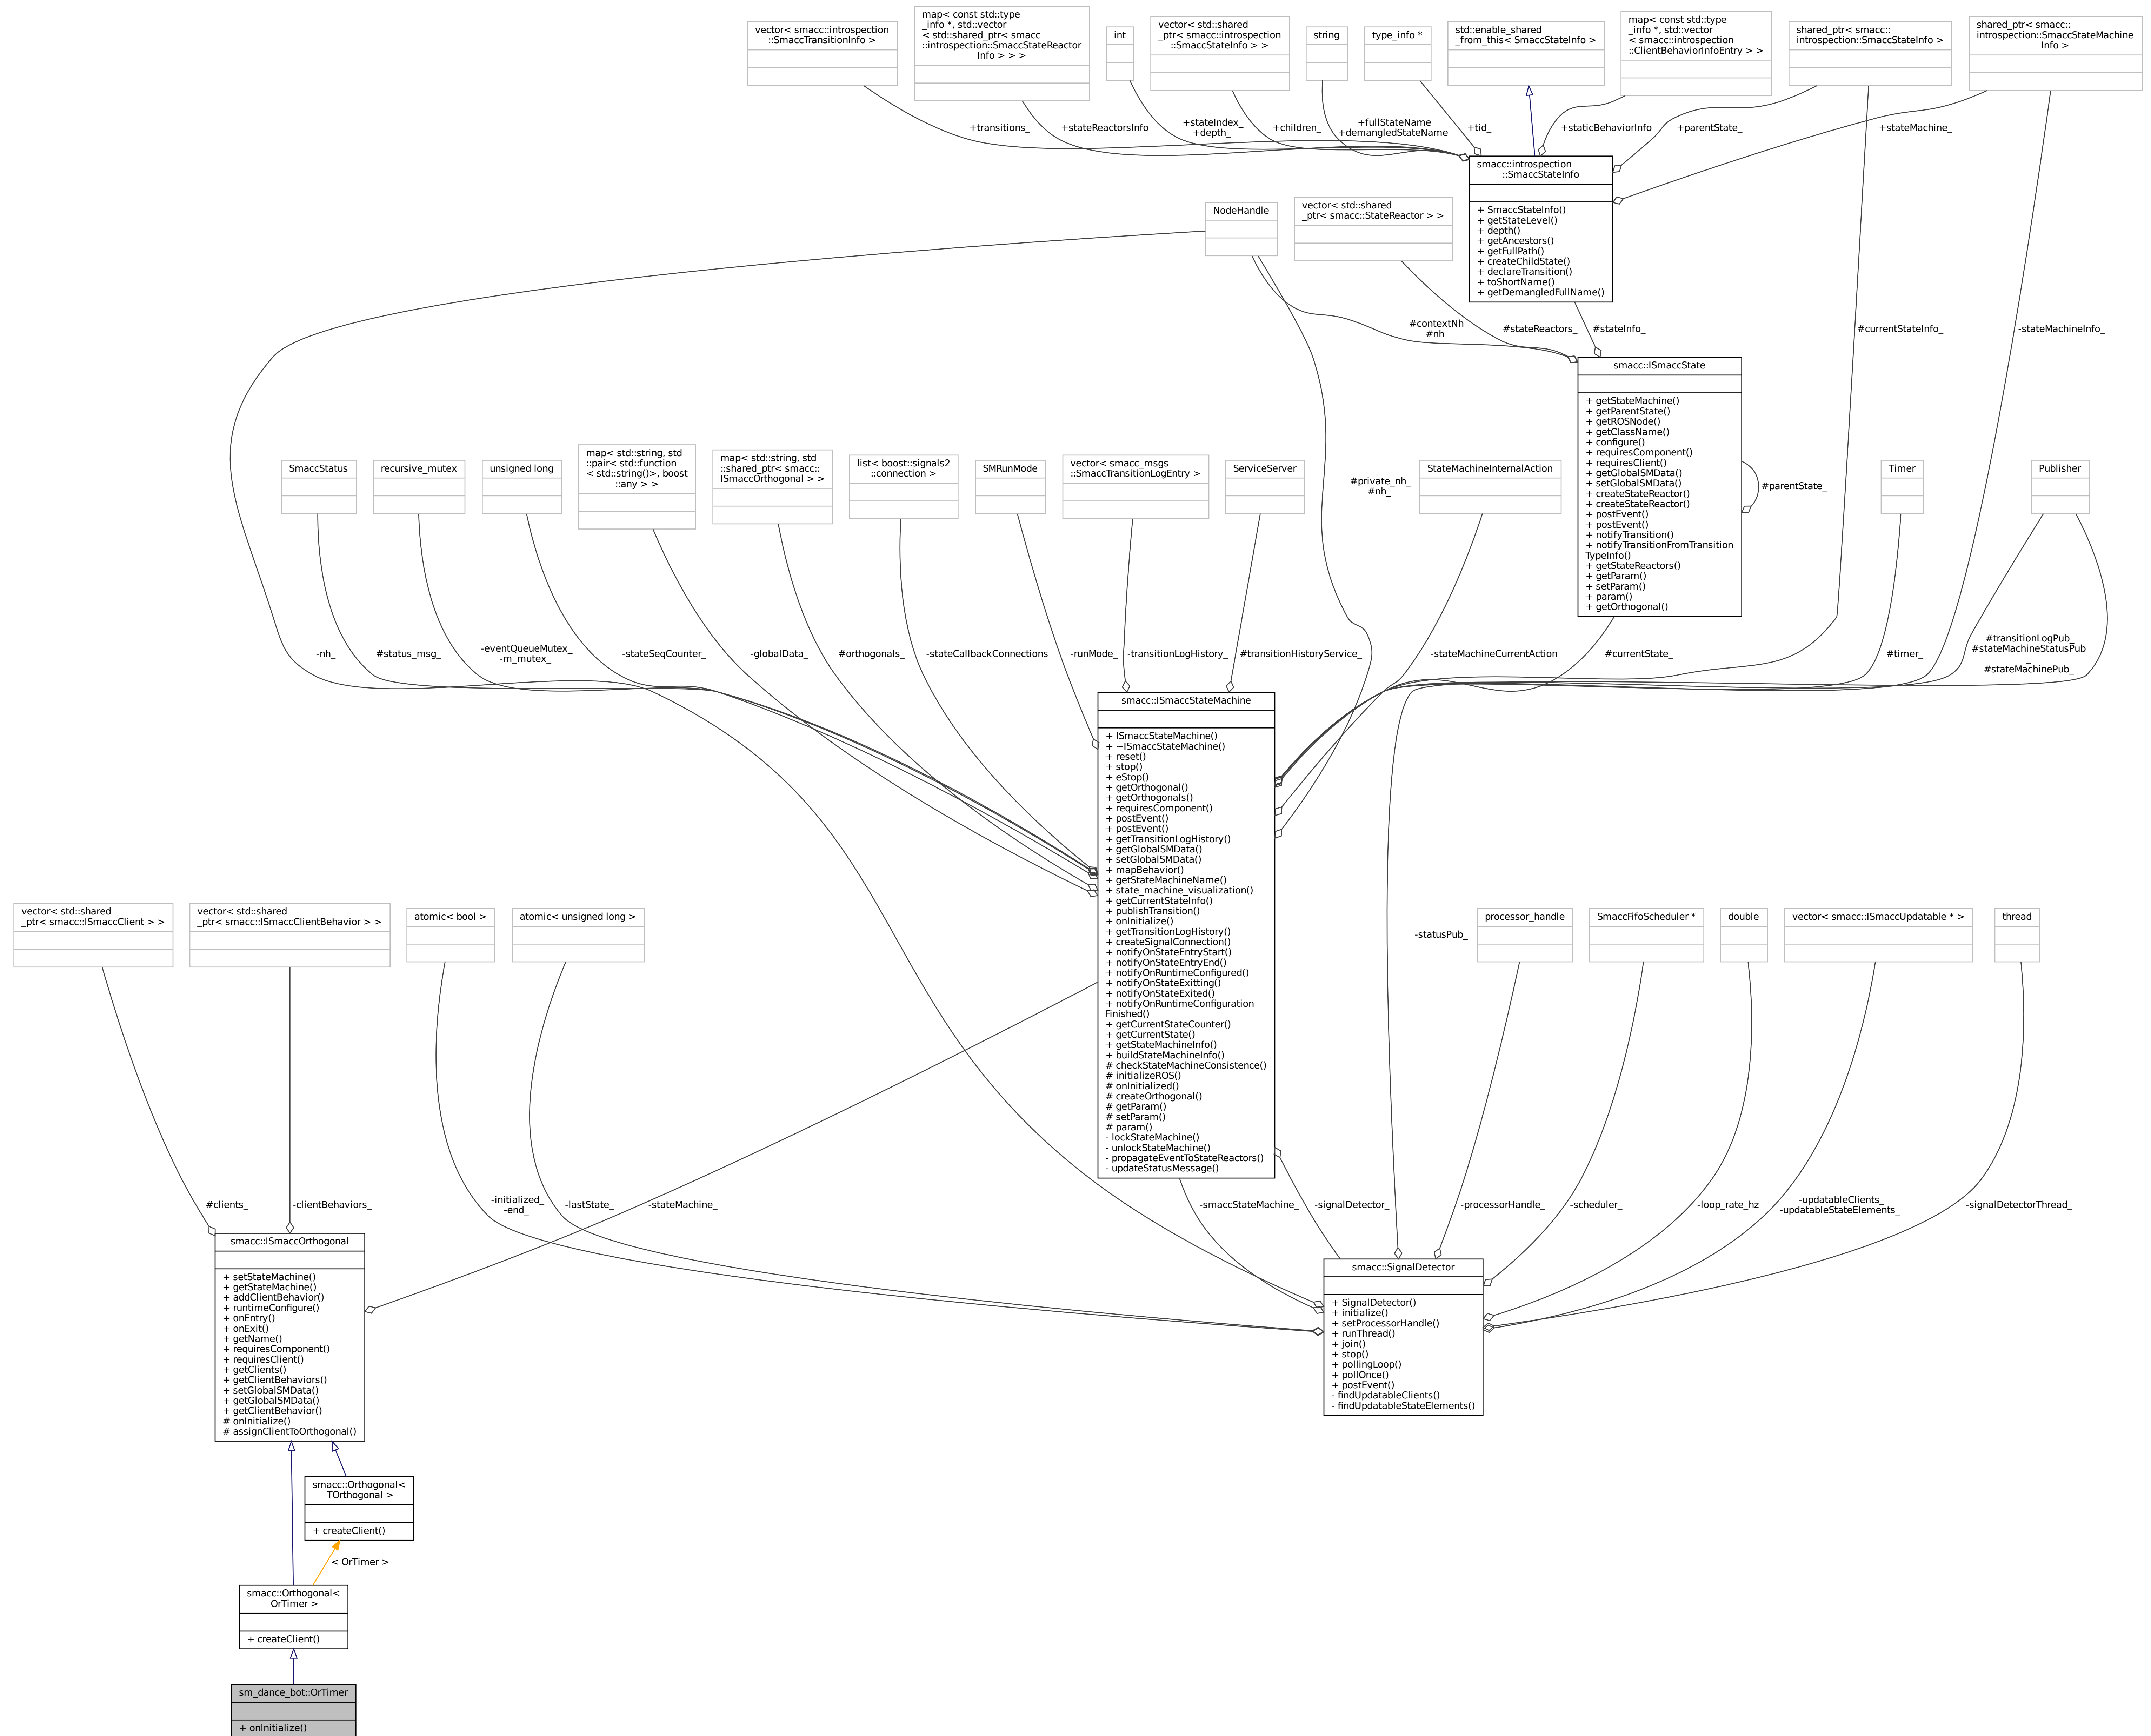 vector< smacc::introspection
::SmaccTransitionInfo >
map< const std::type
_info *, std::vector
< std::shared_ptr< smacc
::introspection::SmaccStateReactor
Info > > >
int
vector< std::shared
_ptr< smacc::introspection
::SmaccStateInfo > >
string
type_info *
std::enable_shared
_from_this< SmaccStateInfo >
map< const std::type
_info *, std::vector
< smacc::introspection
::ClientBehaviorInfoEntry > >
shared_ptr< smacc::
introspection::SmaccStateInfo >
shared_ptr< smacc::
introspection::SmaccStateMachine
Info >
+transitions_
+stateReactorsInfo
+stateIndex_
+depth_
+children_
+fullStateName
+demangledStateName
+tid_
+staticBehaviorInfo
+parentState_
+stateMachine_
smacc::introspection
::SmaccStateInfo
+ SmaccStateInfo()
+ getStateLevel()
+ depth()
+ getAncestors()
+ getFullPath()
+ createChildState()
+ declareTransition()
+ toShortName()
+ getDemangledFullName()
NodeHandle
vector< std::shared
_ptr< smacc::StateReactor > >
#contextNh
#nh
#stateReactors_
#stateInfo_
#currentStateInfo_
-stateMachineInfo_
smacc::ISmaccState
+ getStateMachine()
+ getParentState()
+ getROSNode()
+ getClassName()
+ configure()
+ requiresComponent()
+ requiresClient()
+ getGlobalSMData()
+ setGlobalSMData()
+ createStateReactor()
+ createStateReactor()
+ postEvent()
+ postEvent()
+ notifyTransition()
+ notifyTransitionFromTransition
TypeInfo()
+ getStateReactors()
+ getParam()
+ setParam()
+ param()
+ getOrthogonal()
#parentState_
SmaccStatus
recursive_mutex
unsigned long
map< std::string, std
::pair< std::function
< std::string()>, boost
::any > >
map< std::string, std
::shared_ptr< smacc::
ISmaccOrthogonal > >
list< boost::signals2
::connection >
SMRunMode
vector< smacc_msgs
::SmaccTransitionLogEntry >
ServiceServer
#private_nh_
#nh_
StateMachineInternalAction
Timer
Publisher
-nh_
#status_msg_
-eventQueueMutex_
-m_mutex_
-stateSeqCounter_
-globalData_
#orthogonals_
-stateCallbackConnections
-runMode_
-transitionLogHistory_
#transitionHistoryService_
-stateMachineCurrentAction
#currentState_
#timer_
#transitionLogPub_
#stateMachineStatusPub
_
#stateMachinePub_
smacc::ISmaccStateMachine
+ ISmaccStateMachine()
+ ~ISmaccStateMachine()
+ reset()
+ stop()
+ eStop()
+ getOrthogonal()
+ getOrthogonals()
+ requiresComponent()
+ postEvent()
+ postEvent()
+ getTransitionLogHistory()
+ getGlobalSMData()
+ setGlobalSMData()
+ mapBehavior()
+ getStateMachineName()
+ state_machine_visualization()
+ getCurrentStateInfo()
+ publishTransition()
+ onInitialize()
+ getTransitionLogHistory()
+ createSignalConnection()
+ notifyOnStateEntryStart()
+ notifyOnStateEntryEnd()
+ notifyOnRuntimeConfigured()
+ notifyOnStateExitting()
+ notifyOnStateExited()
+ notifyOnRuntimeConfiguration
Finished()
+ getCurrentStateCounter()
+ getCurrentState()
+ getStateMachineInfo()
+ buildStateMachineInfo()
# checkStateMachineConsistence()
# initializeROS()
# onInitialized()
# createOrthogonal()
# getParam()
# setParam()
# param()
- lockStateMachine()
- unlockStateMachine()
- propagateEventToStateReactors()
- updateStatusMessage()
vector< std::shared
_ptr< smacc::ISmaccClient > >
vector< std::shared
_ptr< smacc::ISmaccClientBehavior > >
atomic< bool >
atomic< unsigned long >
-statusPub_
processor_handle
SmaccFifoScheduler *
double
vector< smacc::ISmaccUpdatable * >
thread
#clients_
-clientBehaviors_
-initialized_
-end_
-lastState_
-stateMachine_
-smaccStateMachine_
-signalDetector_
-processorHandle_
-scheduler_
-loop_rate_hz
-updatableClients_
-updatableStateElements_
-signalDetectorThread_
smacc::ISmaccOrthogonal
+ setStateMachine()
+ getStateMachine()
+ addClientBehavior()
+ runtimeConfigure()
+ onEntry()
+ onExit()
+ getName()
+ requiresComponent()
+ requiresClient()
+ getClients()
+ getClientBehaviors()
+ setGlobalSMData()
+ getGlobalSMData()
+ getClientBehavior()
# onInitialize()
# assignClientToOrthogonal()
smacc::SignalDetector
+ SignalDetector()
+ initialize()
+ setProcessorHandle()
+ runThread()
+ join()
+ stop()
+ pollingLoop()
+ pollOnce()
+ postEvent()
- findUpdatableClients()
- findUpdatableStateElements()
smacc::Orthogonal<
TOrthogonal >
+ createClient()
< OrTimer >
smacc::Orthogonal<
OrTimer >
+ createClient()
sm_dance_bot::OrTimer
+ onInitialize()